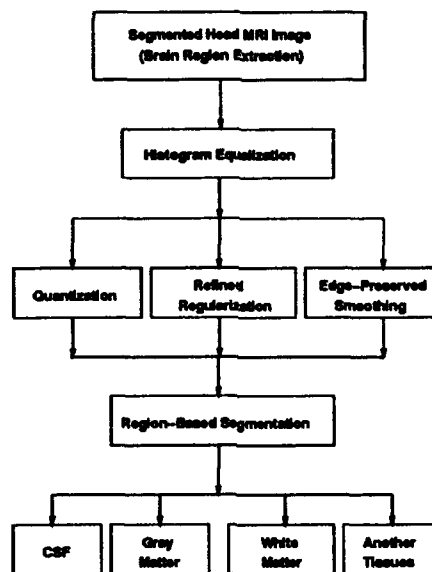 Segmented Head MRI Image
(Brain Region Extraction)
Histogram Equalization
Quantization
Refined
Regularization
Edge-Preserved
Smoothing
Region-Based Segmentation
CSF
Gray
Matter
White
Matter
Another
Tissues